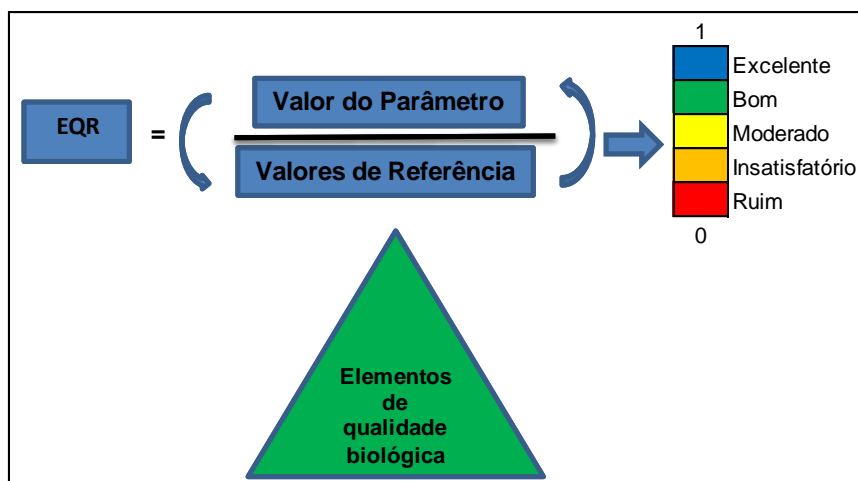 EQR
=
Valor do Parâmetro
Valores de Referência
1
Excelente
Bom
Moderado
Insatisfatório
Ruim
0
Elementos
de
qualidade
biológica